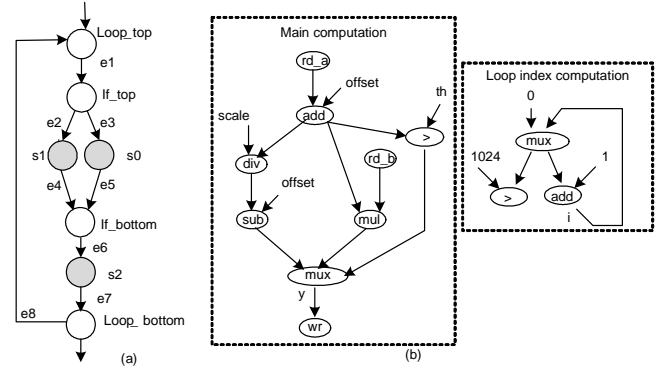 Loop_top
e1
If_top
e2
e3
s1
s0
e4
e5
If_bottom
e6
s2
e7
e8
Loop_ bottom
(a)
Main computation
rd_a
offset
add
th
scale
>
div
rd_b
offset
sub
mul
mux
y
wr
(b)
Loop index computation
0
mux
1024
1
>
add
i